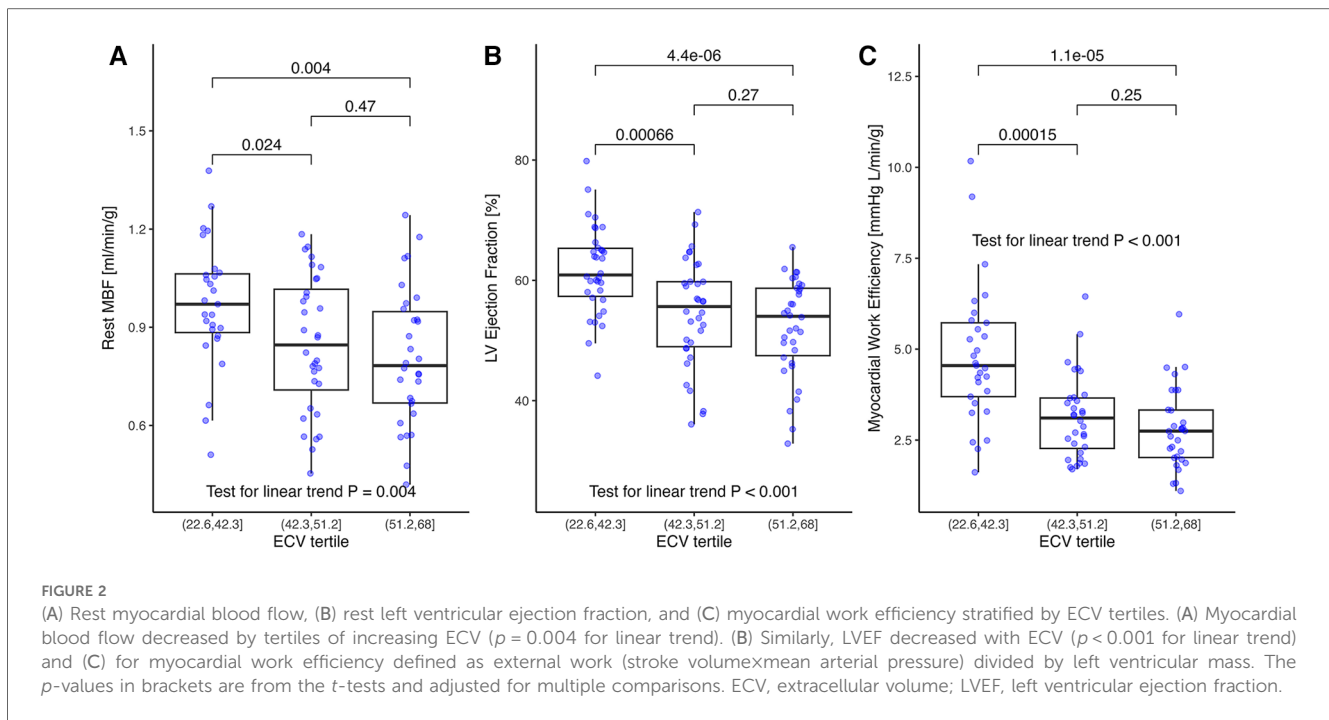 A
0.004
0.47
0.024
1.5
1.2
0.9
0.6
Rest MBF [ml/min/g]
Test for linear trend P = 0.004
(22.6,42.3]
(42.3,51.2]
(51.2,68]
ECV tertile
B
4.4e-06
0.27
0.00066
80
60
40
LV Ejection Fraction [%]
Test for linear trend P < 0.001
(22.6,42.3]
(42.3,51.2]
(51.2,68]
ECV tertile
C
1.1e-05
0.25
0.00015
12.5
10.0
7.5
5.0
2.5
Myocardial Work Efficiency [mmHg L/min/g]
Test for linear trend P < 0.001
(22.6,42.3]
(42.3,51.2]
(51.2,68]
ECV tertile
FIGURE 2
(A) Rest myocardial blood flow, (B) rest left ventricular ejection fraction, and (C) myocardial work efficiency stratified by ECV tertiles. (A) Myocardial
blood flow decreased by tertiles of increasing ECV (p = 0.004 for linear trend). (B) Similarly, LVEF decreased with ECV (p < 0.001 for linear trend)
and (C) for myocardial work efficiency defined as external work (stroke volume×mean arterial pressure) divided by left ventricular mass. The
p-values in brackets are from the t-tests and adjusted for multiple comparisons. ECV, extracellular volume; LVEF, left ventricular ejection fraction.